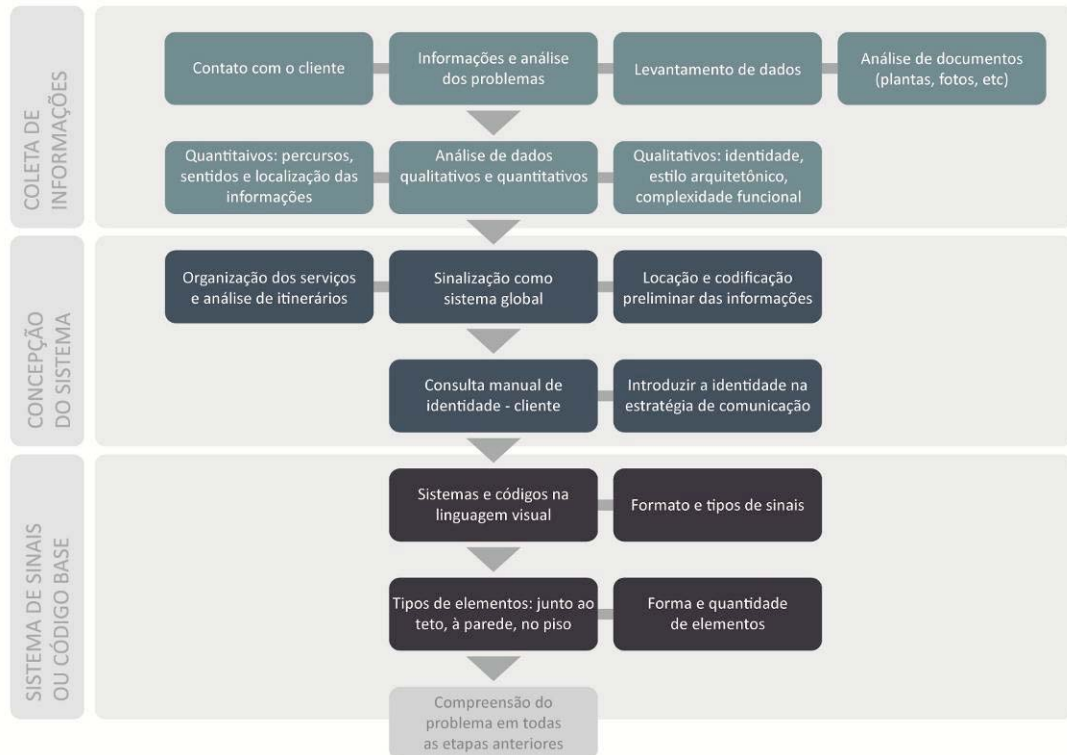 COLETA DE
INFORMAÇÕES
Contato com o cliente
Informações e análise
dos problemas
Levantamento de dados
Análise de documentos
(plantas, fotos, etc)
Quantitaivos: percursos,
sentidos e localização das
informações
Análise de dados
qualitativos e quantitativos
Qualitativos: identidade,
estilo arquitetônico,
complexidade funcional
CONCEPÇÃO
DO SISTEMA
Organização dos serviços
e análise de itinerários
Sinalização como
sistema global
Locação e codificação
preliminar das informações
Consulta manual de
identidade - cliente
Introduzir a identidade na
estratégia de comunicação
SISTEMA DE SINAIS
OU CÓDIGO BASE
Sistemas e códigos na
linguagem visual
Formato e tipos de sinais
Tipos de elementos: junto ao
teto, à parede, no piso
Forma e quantidade
de elementos
Compreensão do
problema em todas
as etapas anteriores